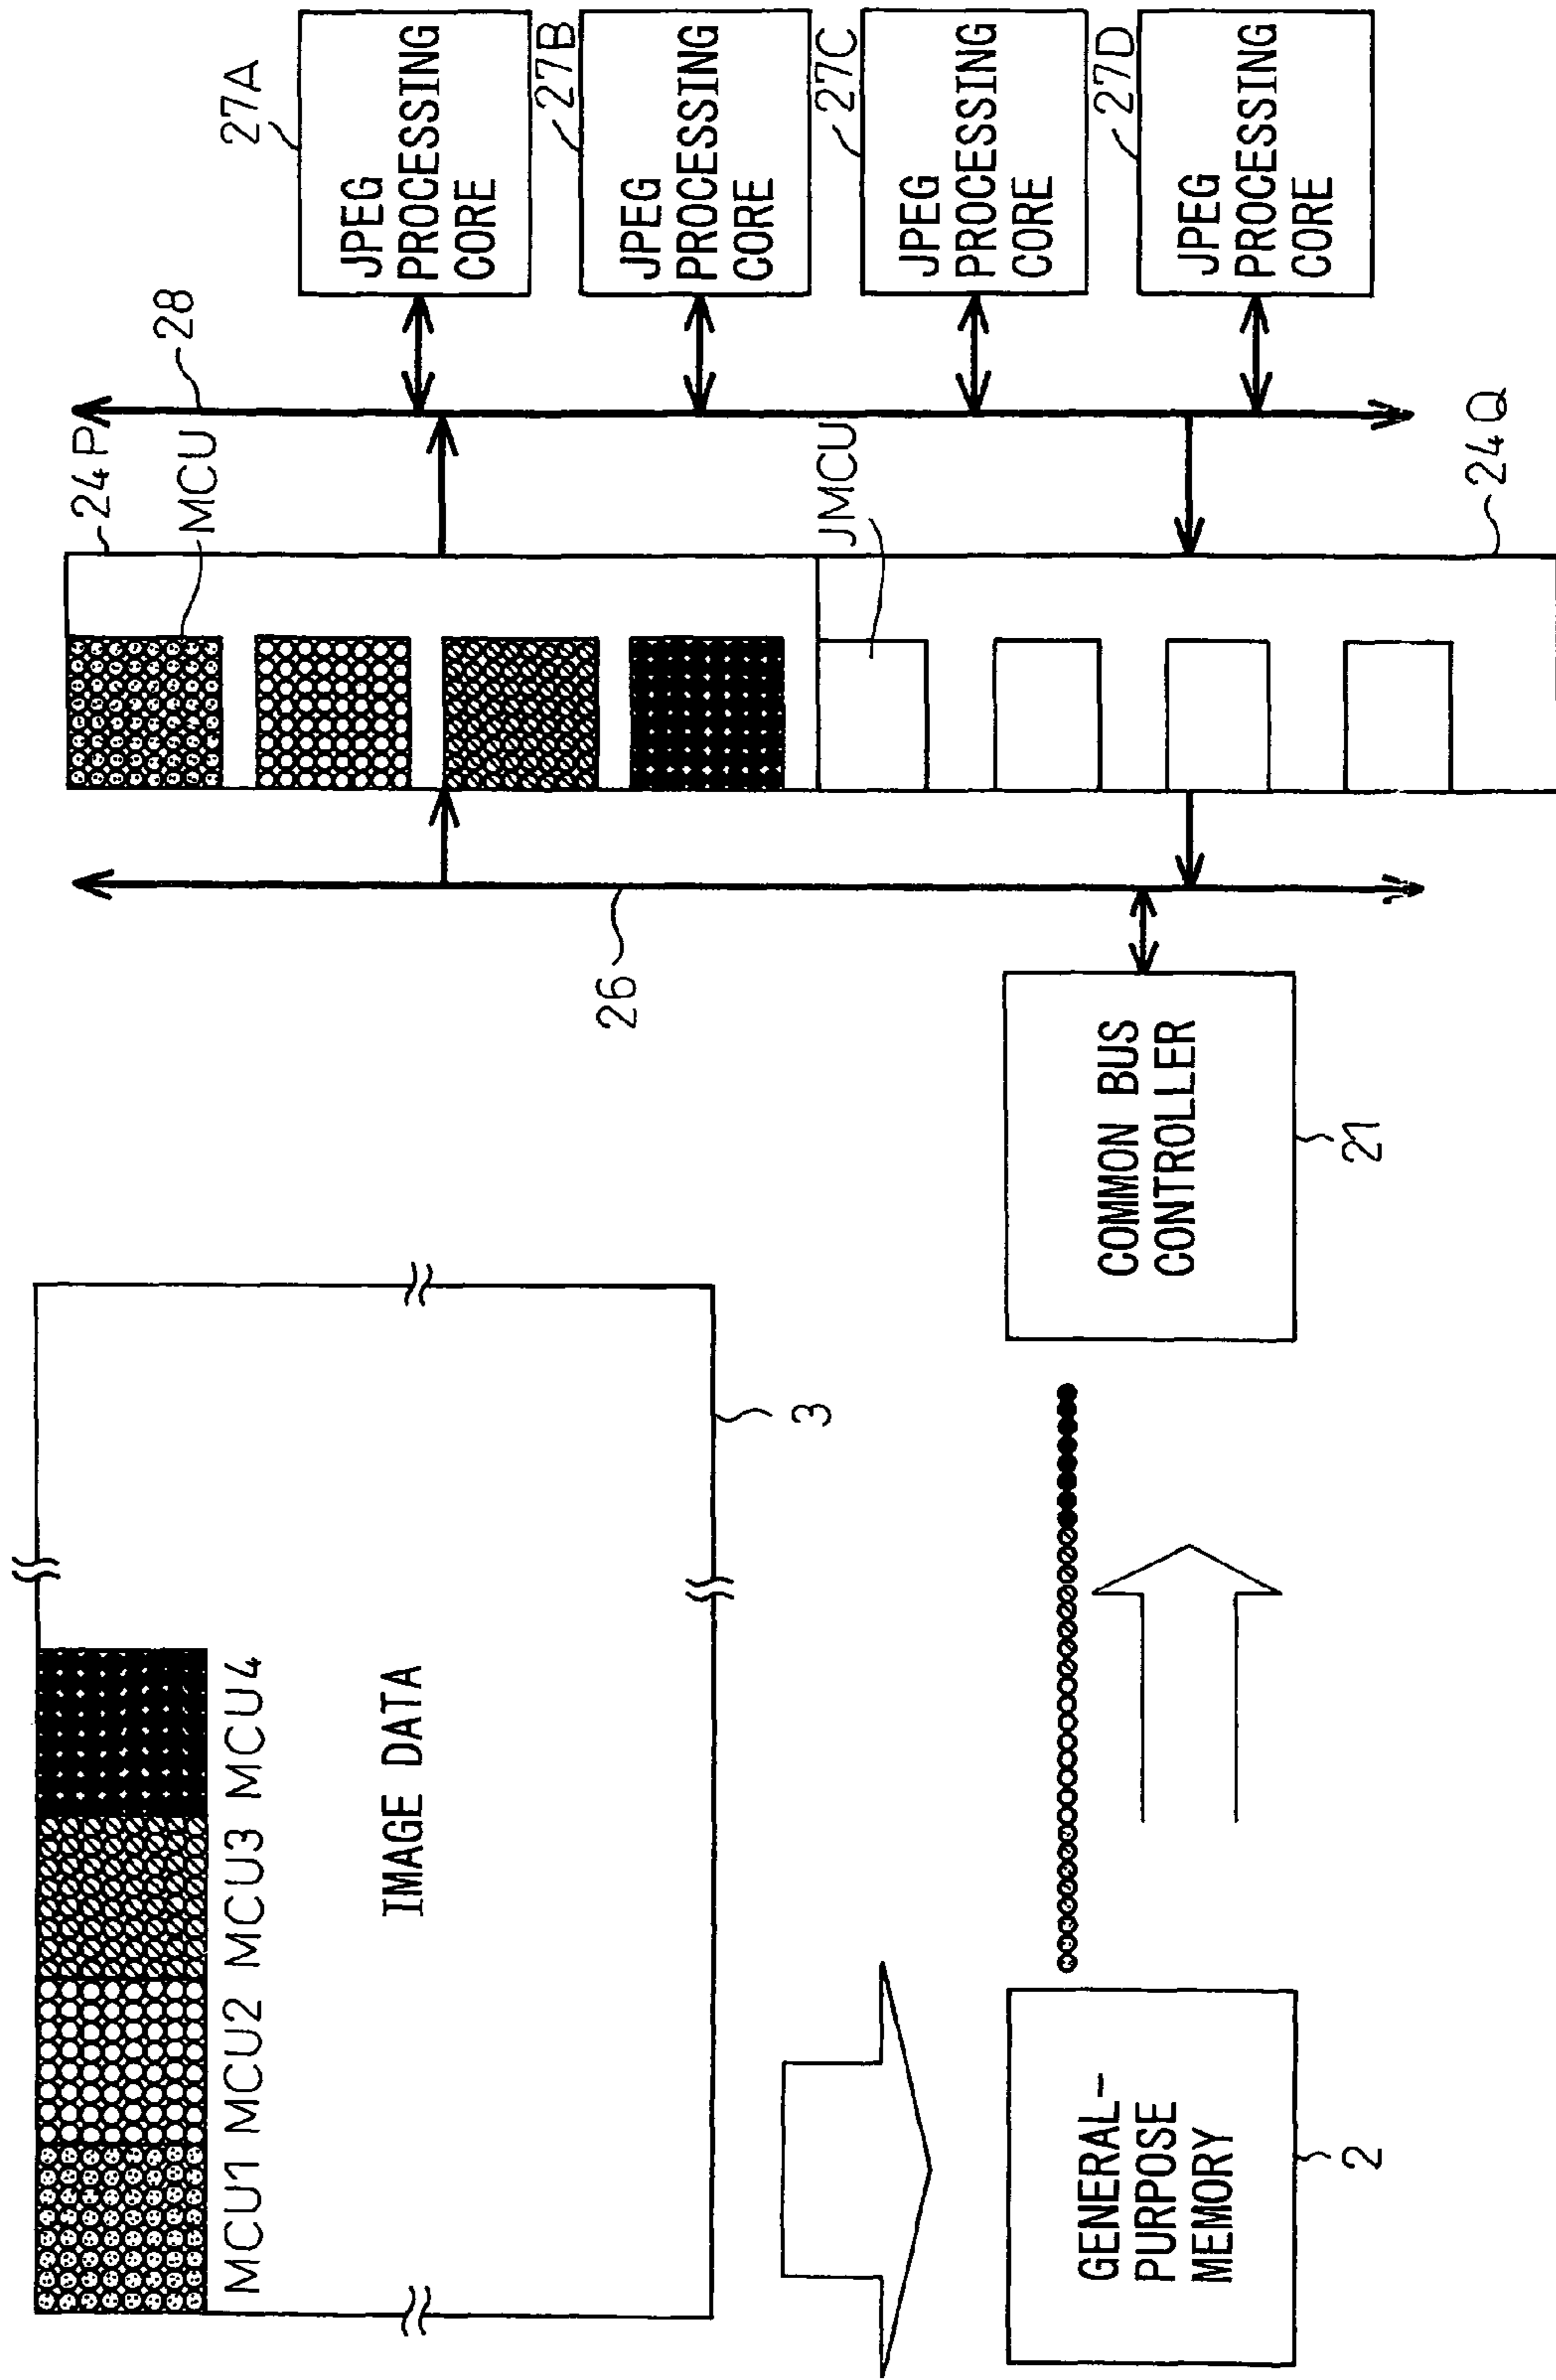 MCU1 MCU2 MCU3 MCU4
IMAGE DATA
3
GENERAL-
PURPOSE
MEMORY
2
COMMON BUS
CONTROLLER
21
26
24P
MCU
JMCU
24Q
28
27A
JPEG
PROCESSING
CORE
27B
JPEG
PROCESSING
CORE
27C
JPEG
PROCESSING
CORE
27D
JPEG
PROCESSING
CORE